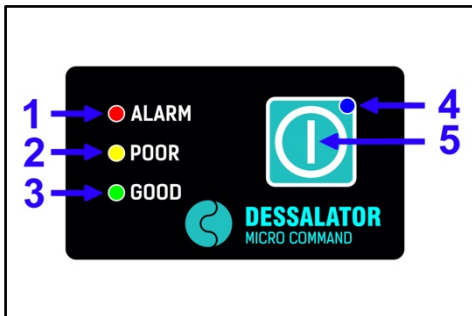 1 ALARM
2 POOR
3 GOOD
4
5
DESSALATOR
MICRO COMMAND